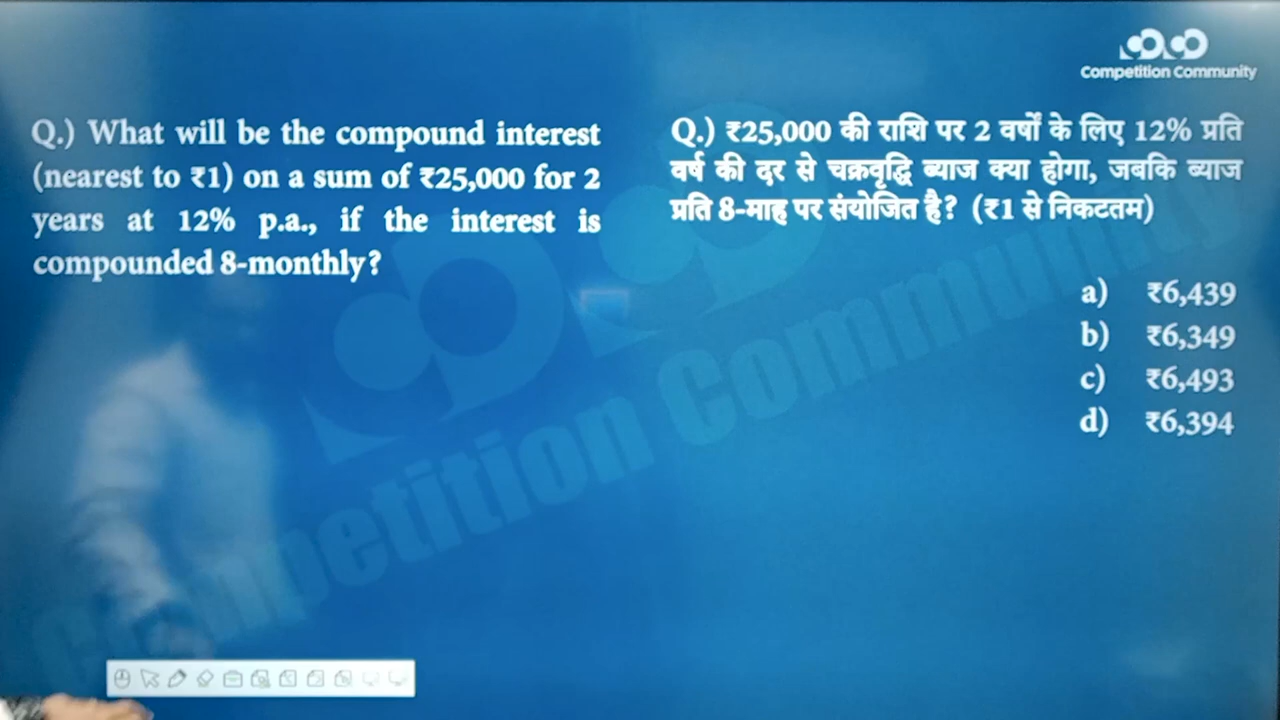 Competition Community
Q.) What will be the compound interest
(nearest to ₹1) on a sum of ₹25,000 for 2
years at 12% p.a., if the interest is
compounded 8-monthly?
Q.) ₹25,000 की राशि पर 2 वर्षों के लिए 12% प्रति
वर्ष की दर से चक्रवृद्धि ब्याज क्या होगा, जबकि ब्याज
प्रति 8-माह पर संयोजित है? (₹1 से निकटतम)
a) ₹6,439
b) ₹6,349
c) ₹6,493
d) ₹6,394
Competition Community